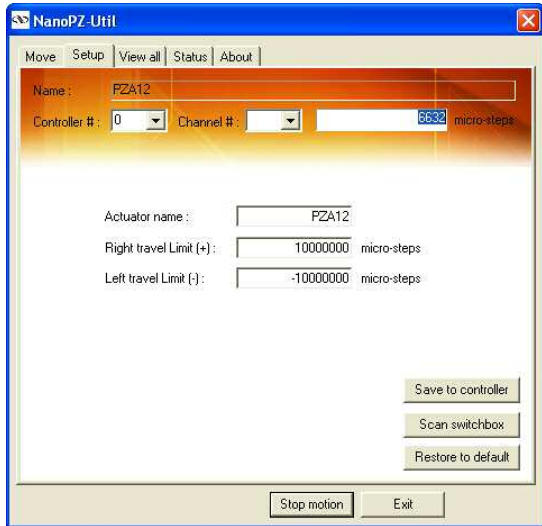 NanoPZ-Util
Move Setup View all Status About
Name : PZA12
Controller # : 0 Channel # : 6632 micro-steps
Actuator name : PZA12
Right travel Limit (+) : 10000000 micro-steps
Left travel Limit (-) : -10000000 micro-steps
Save to controller
Scan switchbox
Restore to default
Stop motion Exit